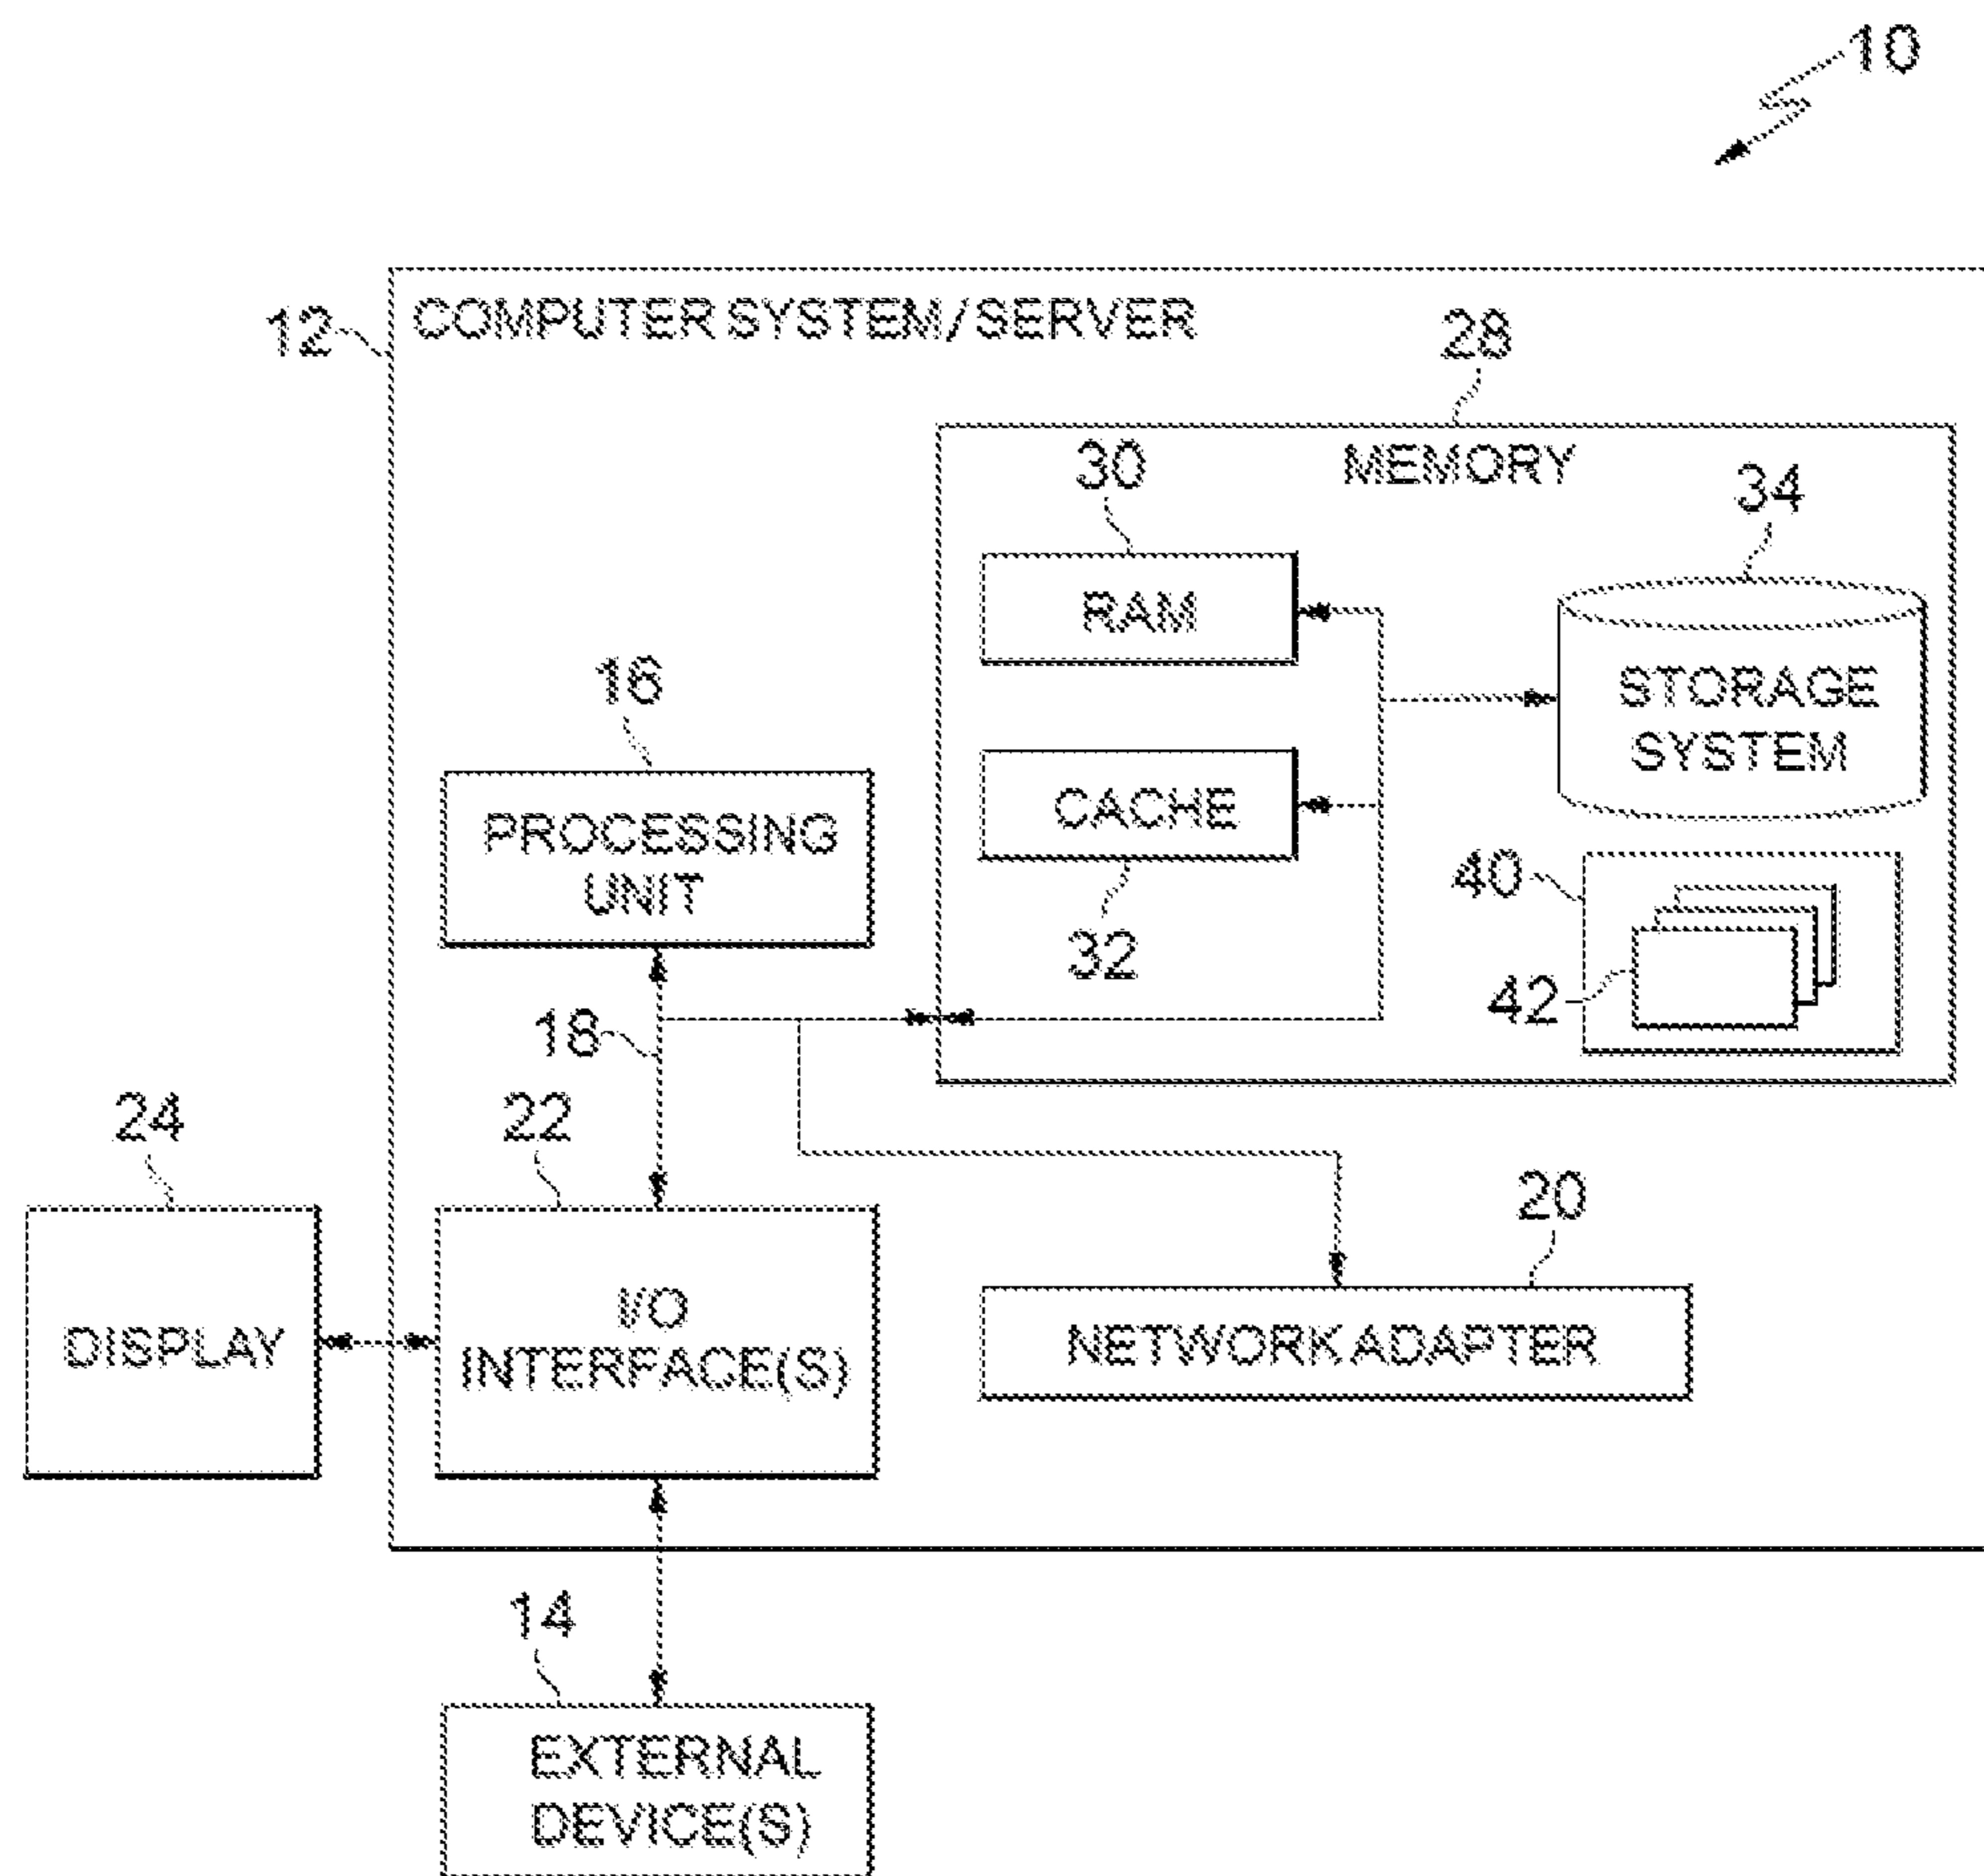 10
12
COMPUTER SYSTEM/SERVER
28
MEMORY
30
34
RAM
STORAGE
SYSTEM
16
CACHE
PROCESSING
UNIT
40
32
42
18
24
22
20
DISPLAY
I/O
INTERFACE(S)
NETWORK ADAPTER
14
EXTERNAL
DEVICE(S)